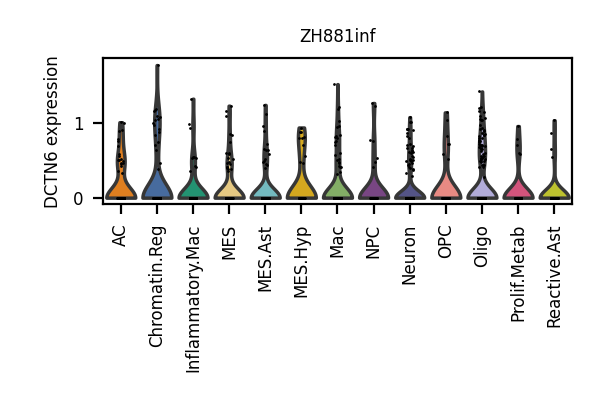 ZH881inf
DCTN6 expression
1
0
AC
Chromatin.Reg
Inflammatory.Mac
MES
MES.Ast
MES.Hyp
Mac
NPC
Neuron
OPC
Oligo
Prolif.Metab
Reactive.Ast